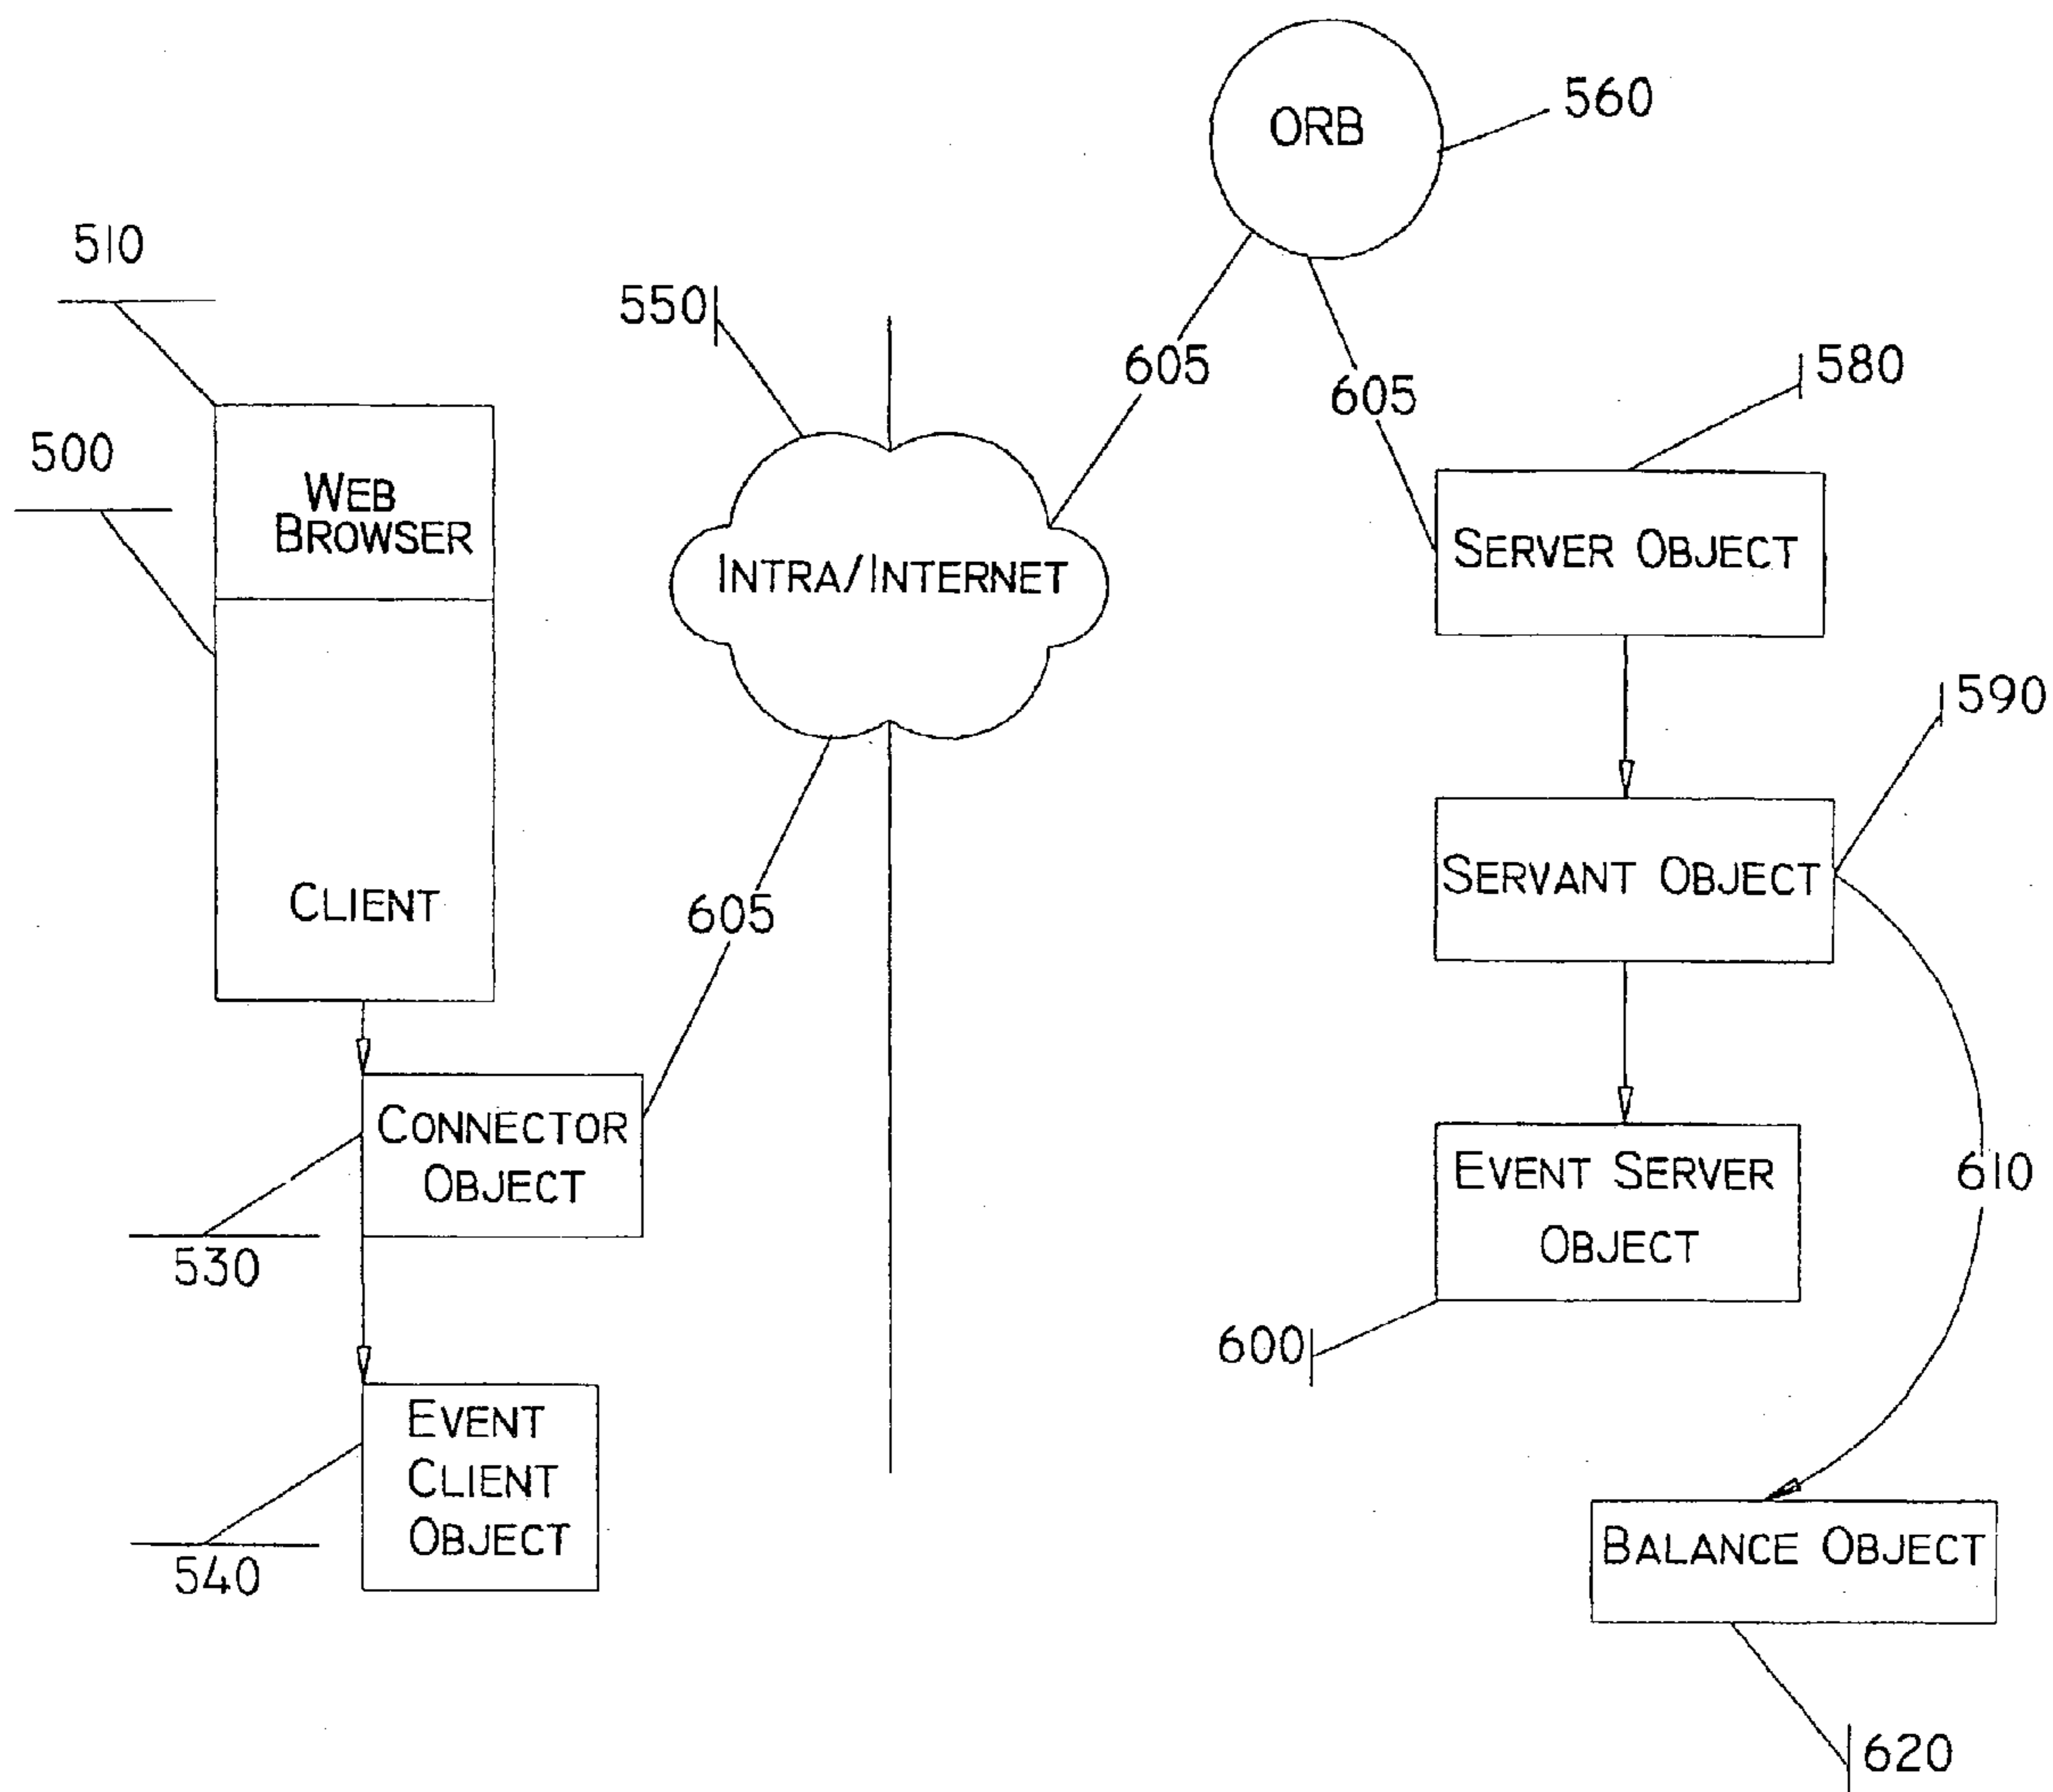 ORB
560
510
550
605
605
580
500
WEB
BROWSER
INTRA/INTERNET
SERVER OBJECT
590
CLIENT
605
SERVANT OBJECT
CONNECTOR
OBJECT
530
EVENT SERVER
OBJECT
610
600
EVENT
CLIENT
OBJECT
540
BALANCE OBJECT
620